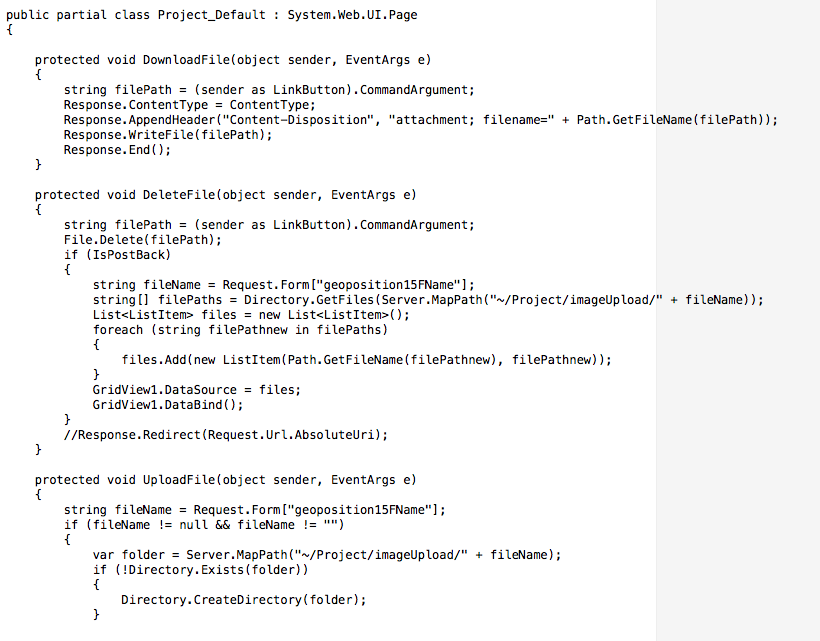 public partial class Project_Default : System.Web.UI.Page
{
protected void DownloadFile(object sender, EventArgs e)
{
string filePath = (sender as LinkButton).CommandArgument;
Response.ContentType = ContentType;
Response.AppendHeader("Content-Disposition", "attachment; filename=" + Path.GetFileName(filePath));
Response.WriteFile(filePath);
Response.End();
}
protected void DeleteFile(object sender, EventArgs e)
{
string filePath = (sender as LinkButton).CommandArgument;
File.Delete(filePath);
if (IsPostBack)
{
string fileName = Request.Form["geoposition15FName"];
string[] filePaths = Directory.GetFiles(Server.MapPath("~/Project/imageUpload/" + fileName));
List<ListItem> files = new List<ListItem>();
foreach (string filePathnew in filePaths)
{
files.Add(new ListItem(Path.GetFileName(filePathnew), filePathnew));
}
GridView1.DataSource = files;
GridView1.DataBind();
}
//Response.Redirect(Request.Url.AbsoluteUri);
}
protected void UploadFile(object sender, EventArgs e)
{
string fileName = Request.Form["geoposition15FName"];
if (fileName != null && fileName != "")
{
var folder = Server.MapPath("~/Project/imageUpload/" + fileName);
if (!Directory.Exists(folder))
{
Directory.CreateDirectory(folder);
}